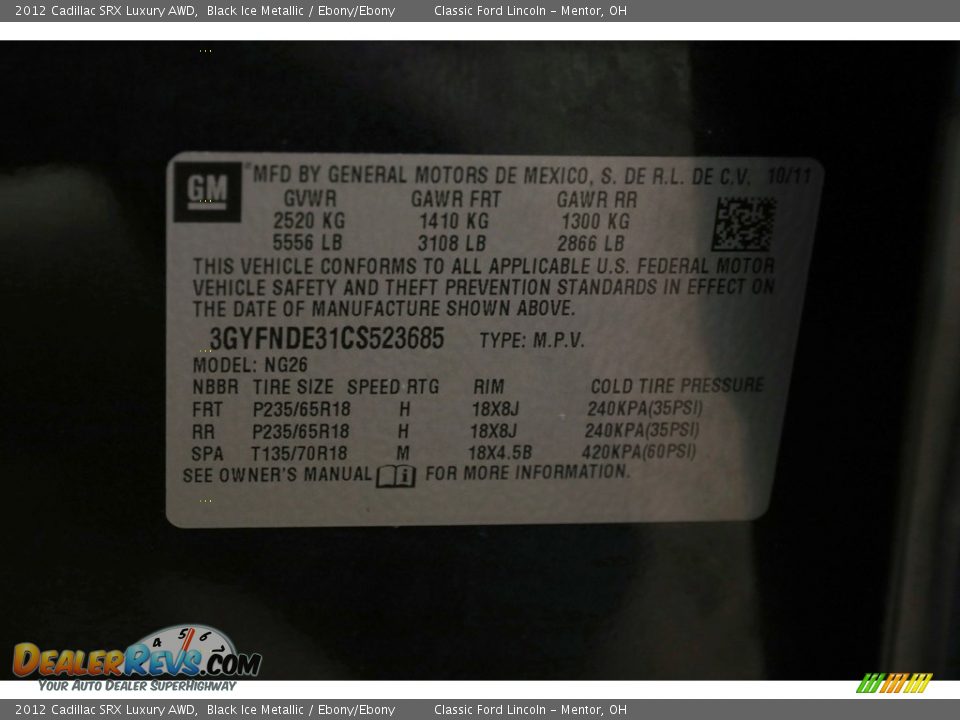 2012 Cadillac SRX Luxury AWD, Black Ice Metallic / Ebony/Ebony Classic Ford Lincoln - Mentor, OH
GM
MFD BY GENERAL MOTORS DE MEXICO, S. DE R.L. DE C.V. 10/11
GVWR GAWR FRT GAWR RR
2520 KG 1410 KG 1300 KG
5556 LB 3108 LB 2866 LB
THIS VEHICLE CONFORMS TO ALL APPLICABLE U.S. FEDERAL MOTOR
VEHICLE SAFETY AND THEFT PREVENTION STANDARDS IN EFFECT ON
THE DATE OF MANUFACTURE SHOWN ABOVE.
3GYFNDE31CS523685 TYPE: M.P.V.
MODEL: NG26
NBBR TIRE SIZE SPEED RTG RIM COLD TIRE PRESSURE
FRT P235/65R18 H 18X8J 240KPA(35PSI)
RR P235/65R18 H 18X8J 240KPA(35PSI)
SPA T135/70R18 M 18X4.5B 420KPA(60PSI)
SEE OWNER'S MANUAL i FOR MORE INFORMATION.
4 5 6
DEALERREVS.COM
YOUR AUTO DEALER SUPERHIGHWAY
2012 Cadillac SRX Luxury AWD, Black Ice Metallic / Ebony/Ebony Classic Ford Lincoln - Mentor, OH